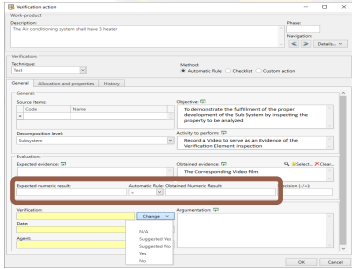 Verification action
Work-product
Description:
The Air conditioning system shall have 3 heater
Phase:
Navigation:
Details...
Verification
Technique:
Test
Method:
Automatic Rule Checklist Custom action
General Allocation and properties History
General
Source Items:
Code Name
Objective:
To demonstrate the fulfillment of the proper
development of the Sub System by inspecting the
property to be analyzed
Decomposition level:
Subsystem
Activity to perform:
Record a Video to serve as an Evidence of the
Verification Element inspection
Evaluation
Expected evidence:
Obtained evidence:
Select... Clear...
The Corresponding Video film
Expected numeric result:
Automatic Rule:
=
Obtained Numeric Result:
Precision (-/+):
Verification:
Change
Argumentation:
Date:
Agent:
N/A
Suggested Yes
Suggested No
Yes
No
OK Cancel